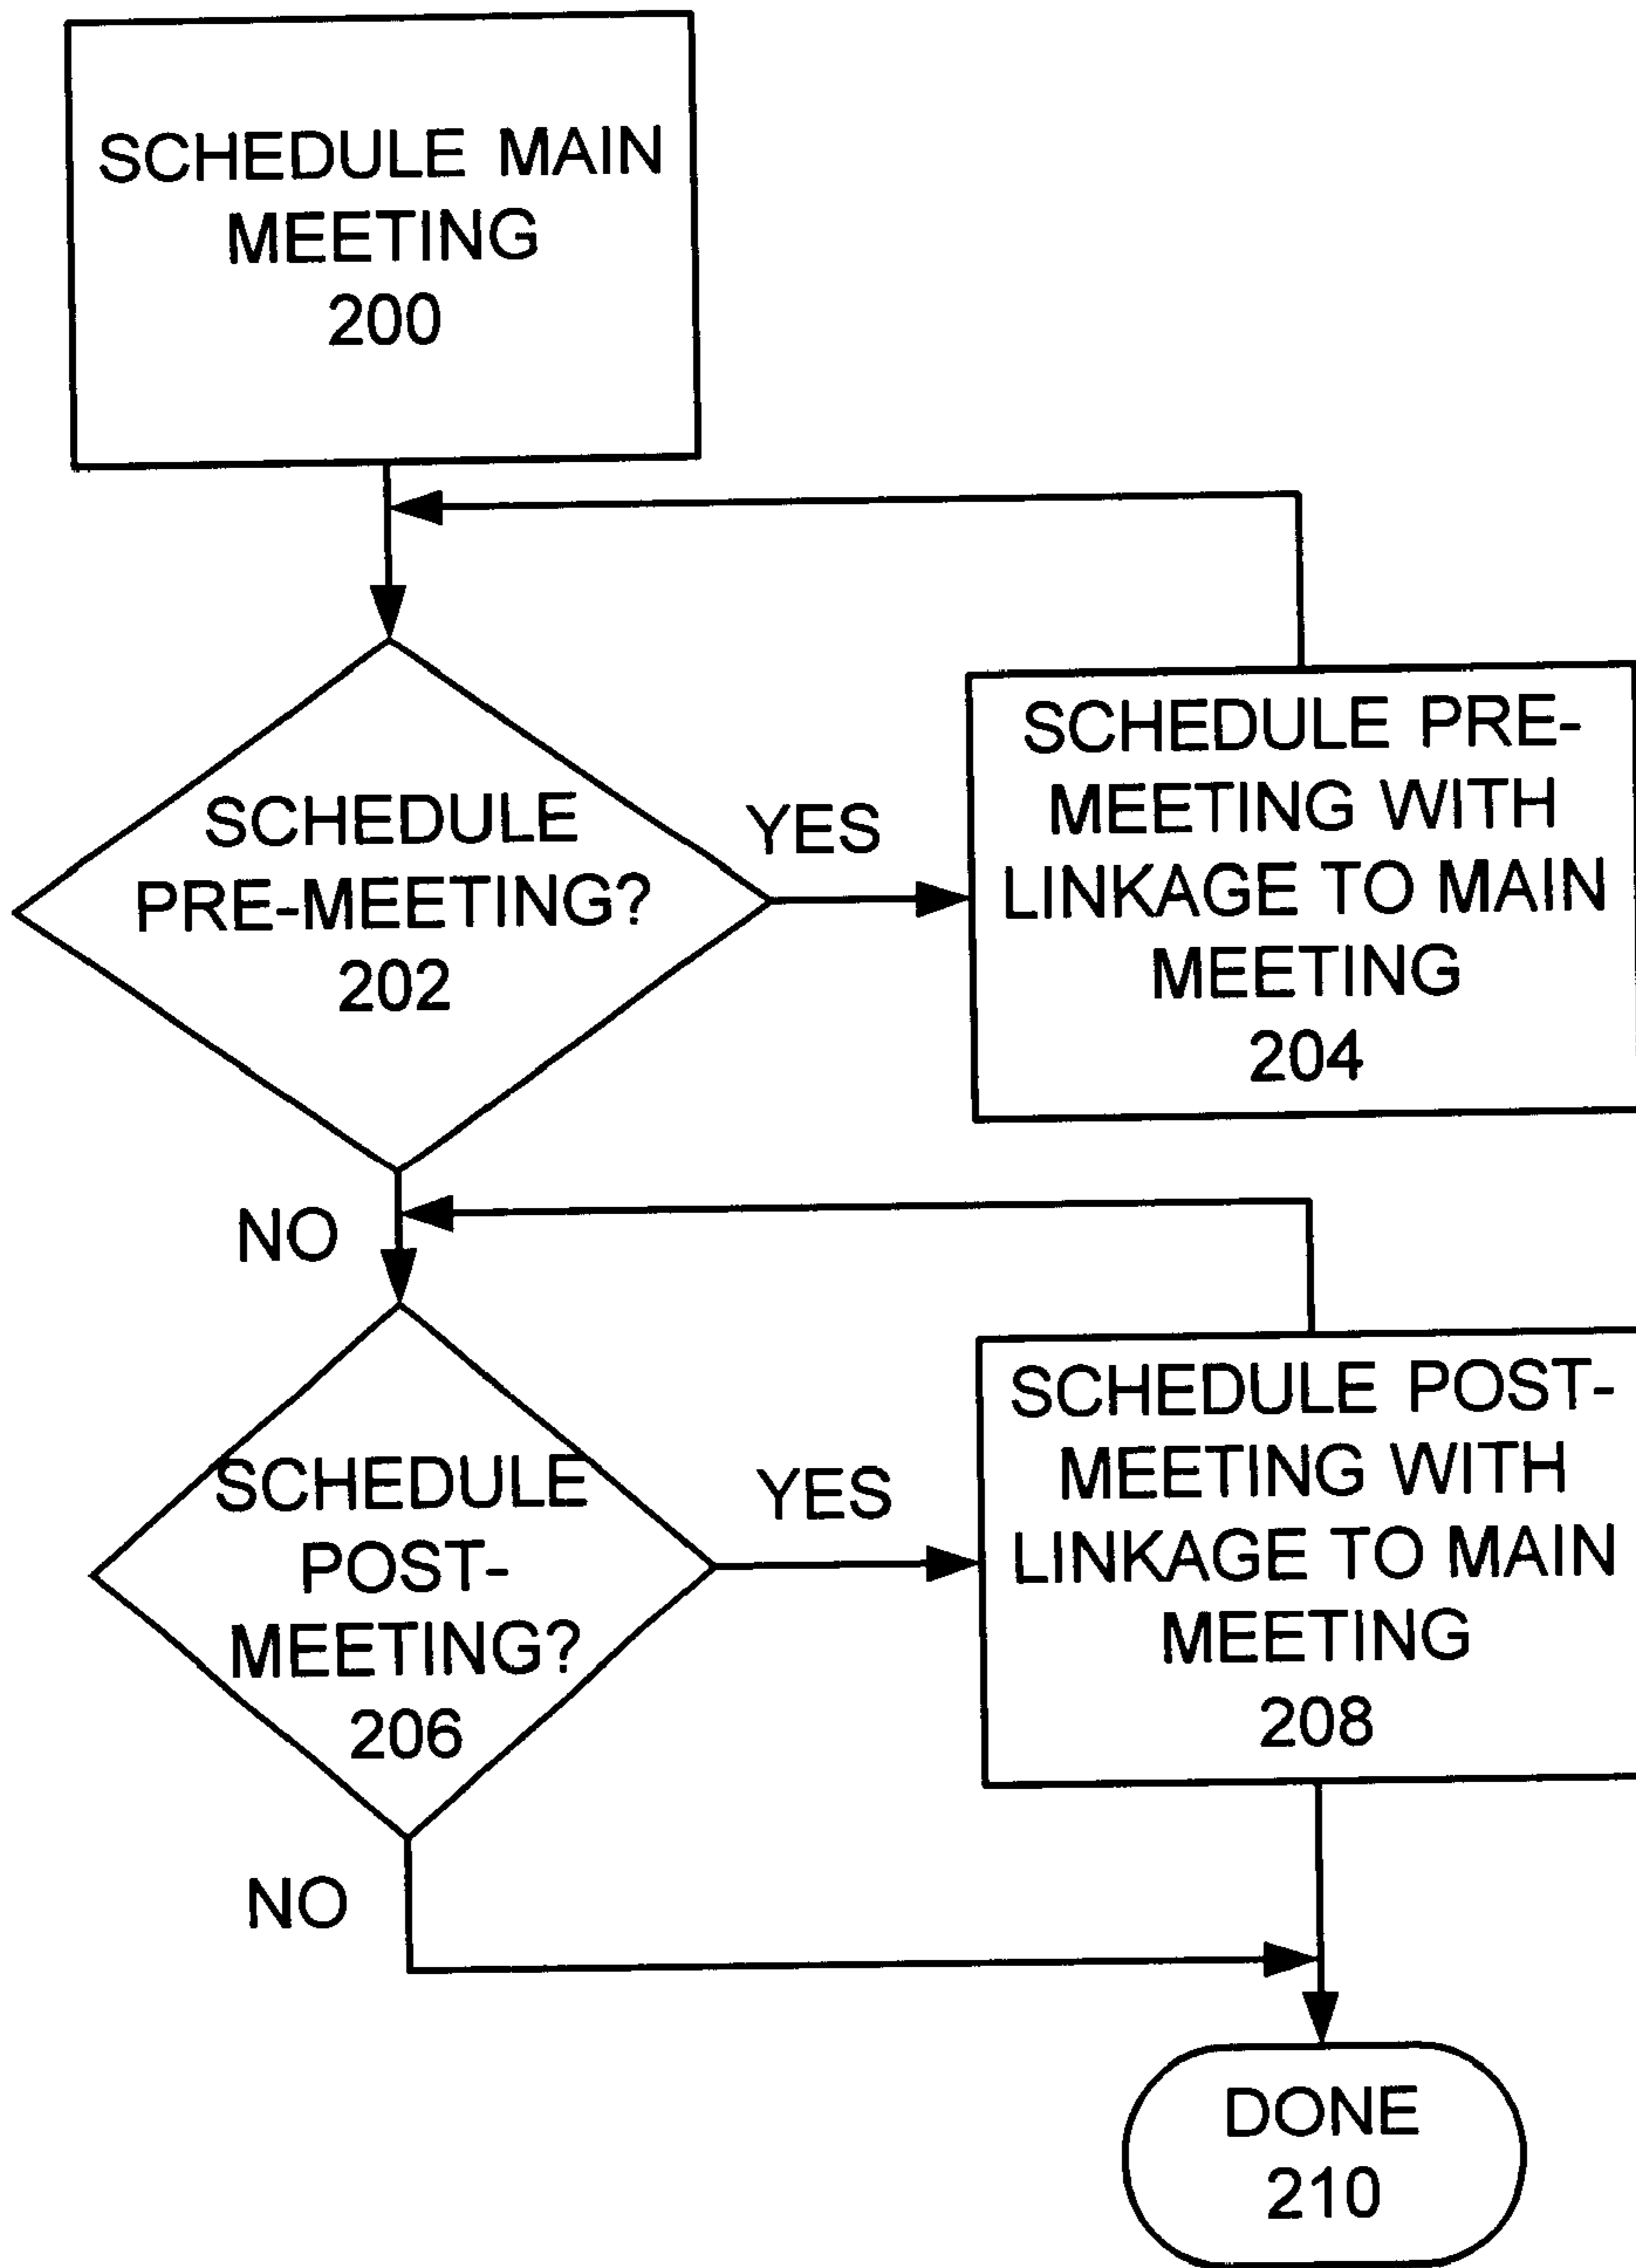 SCHEDULE MAIN
MEETING
200
SCHEDULE
PRE-MEETING?
202
YES
SCHEDULE PRE-
MEETING WITH
LINKAGE TO MAIN
MEETING
204
NO
SCHEDULE
POST-
MEETING?
206
YES
SCHEDULE POST-
MEETING WITH
LINKAGE TO MAIN
MEETING
208
NO
DONE
210